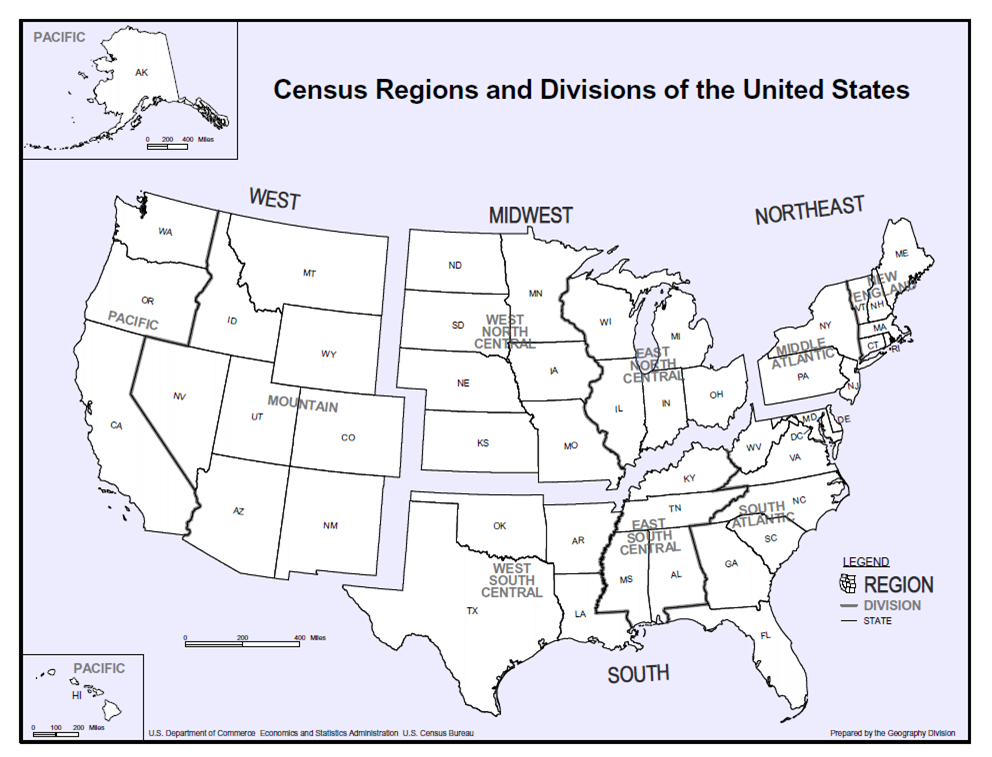 PACIFIC
AK
0 200 400 Miles
Census Regions and Divisions of the United States
WEST
MIDWEST
NORTHEAST
WA
MT
ND
MN
ME
OR
ID
SD
WI
MI
NY
VT
NH
NEW
ENGLAND
MA
CT
RI
PACIFIC
WY
WEST
NORTH
CENTRAL
EAST
NORTH
CENTRAL
MIDDLE
ATLANTIC
PA
NJ
NV
UT
MOUNTAIN
CO
NE
IA
IL
IN
OH
CA
KS
MO
WV
MD
DE
DC
VA
KY
AZ
NM
OK
AR
TN
NC
SOUTH
ATLANTIC
SC
EAST
SOUTH
CENTRAL
WEST
SOUTH
CENTRAL
TX
LA
MS
AL
GA
FL
LEGEND
REGION
DIVISION
STATE
0 200 400 Miles
SOUTH
PACIFIC
HI
0 100 200 Miles
U.S. Department of Commerce Economics and Statistics Administration U.S. Census Bureau
Prepared by the Geography Division